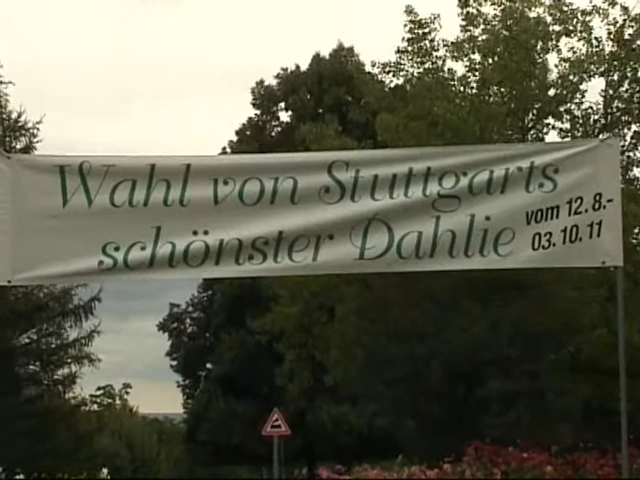 Wahl von Stuttgarts
schönster Dahlie
vom 12.8.-
03.10.11